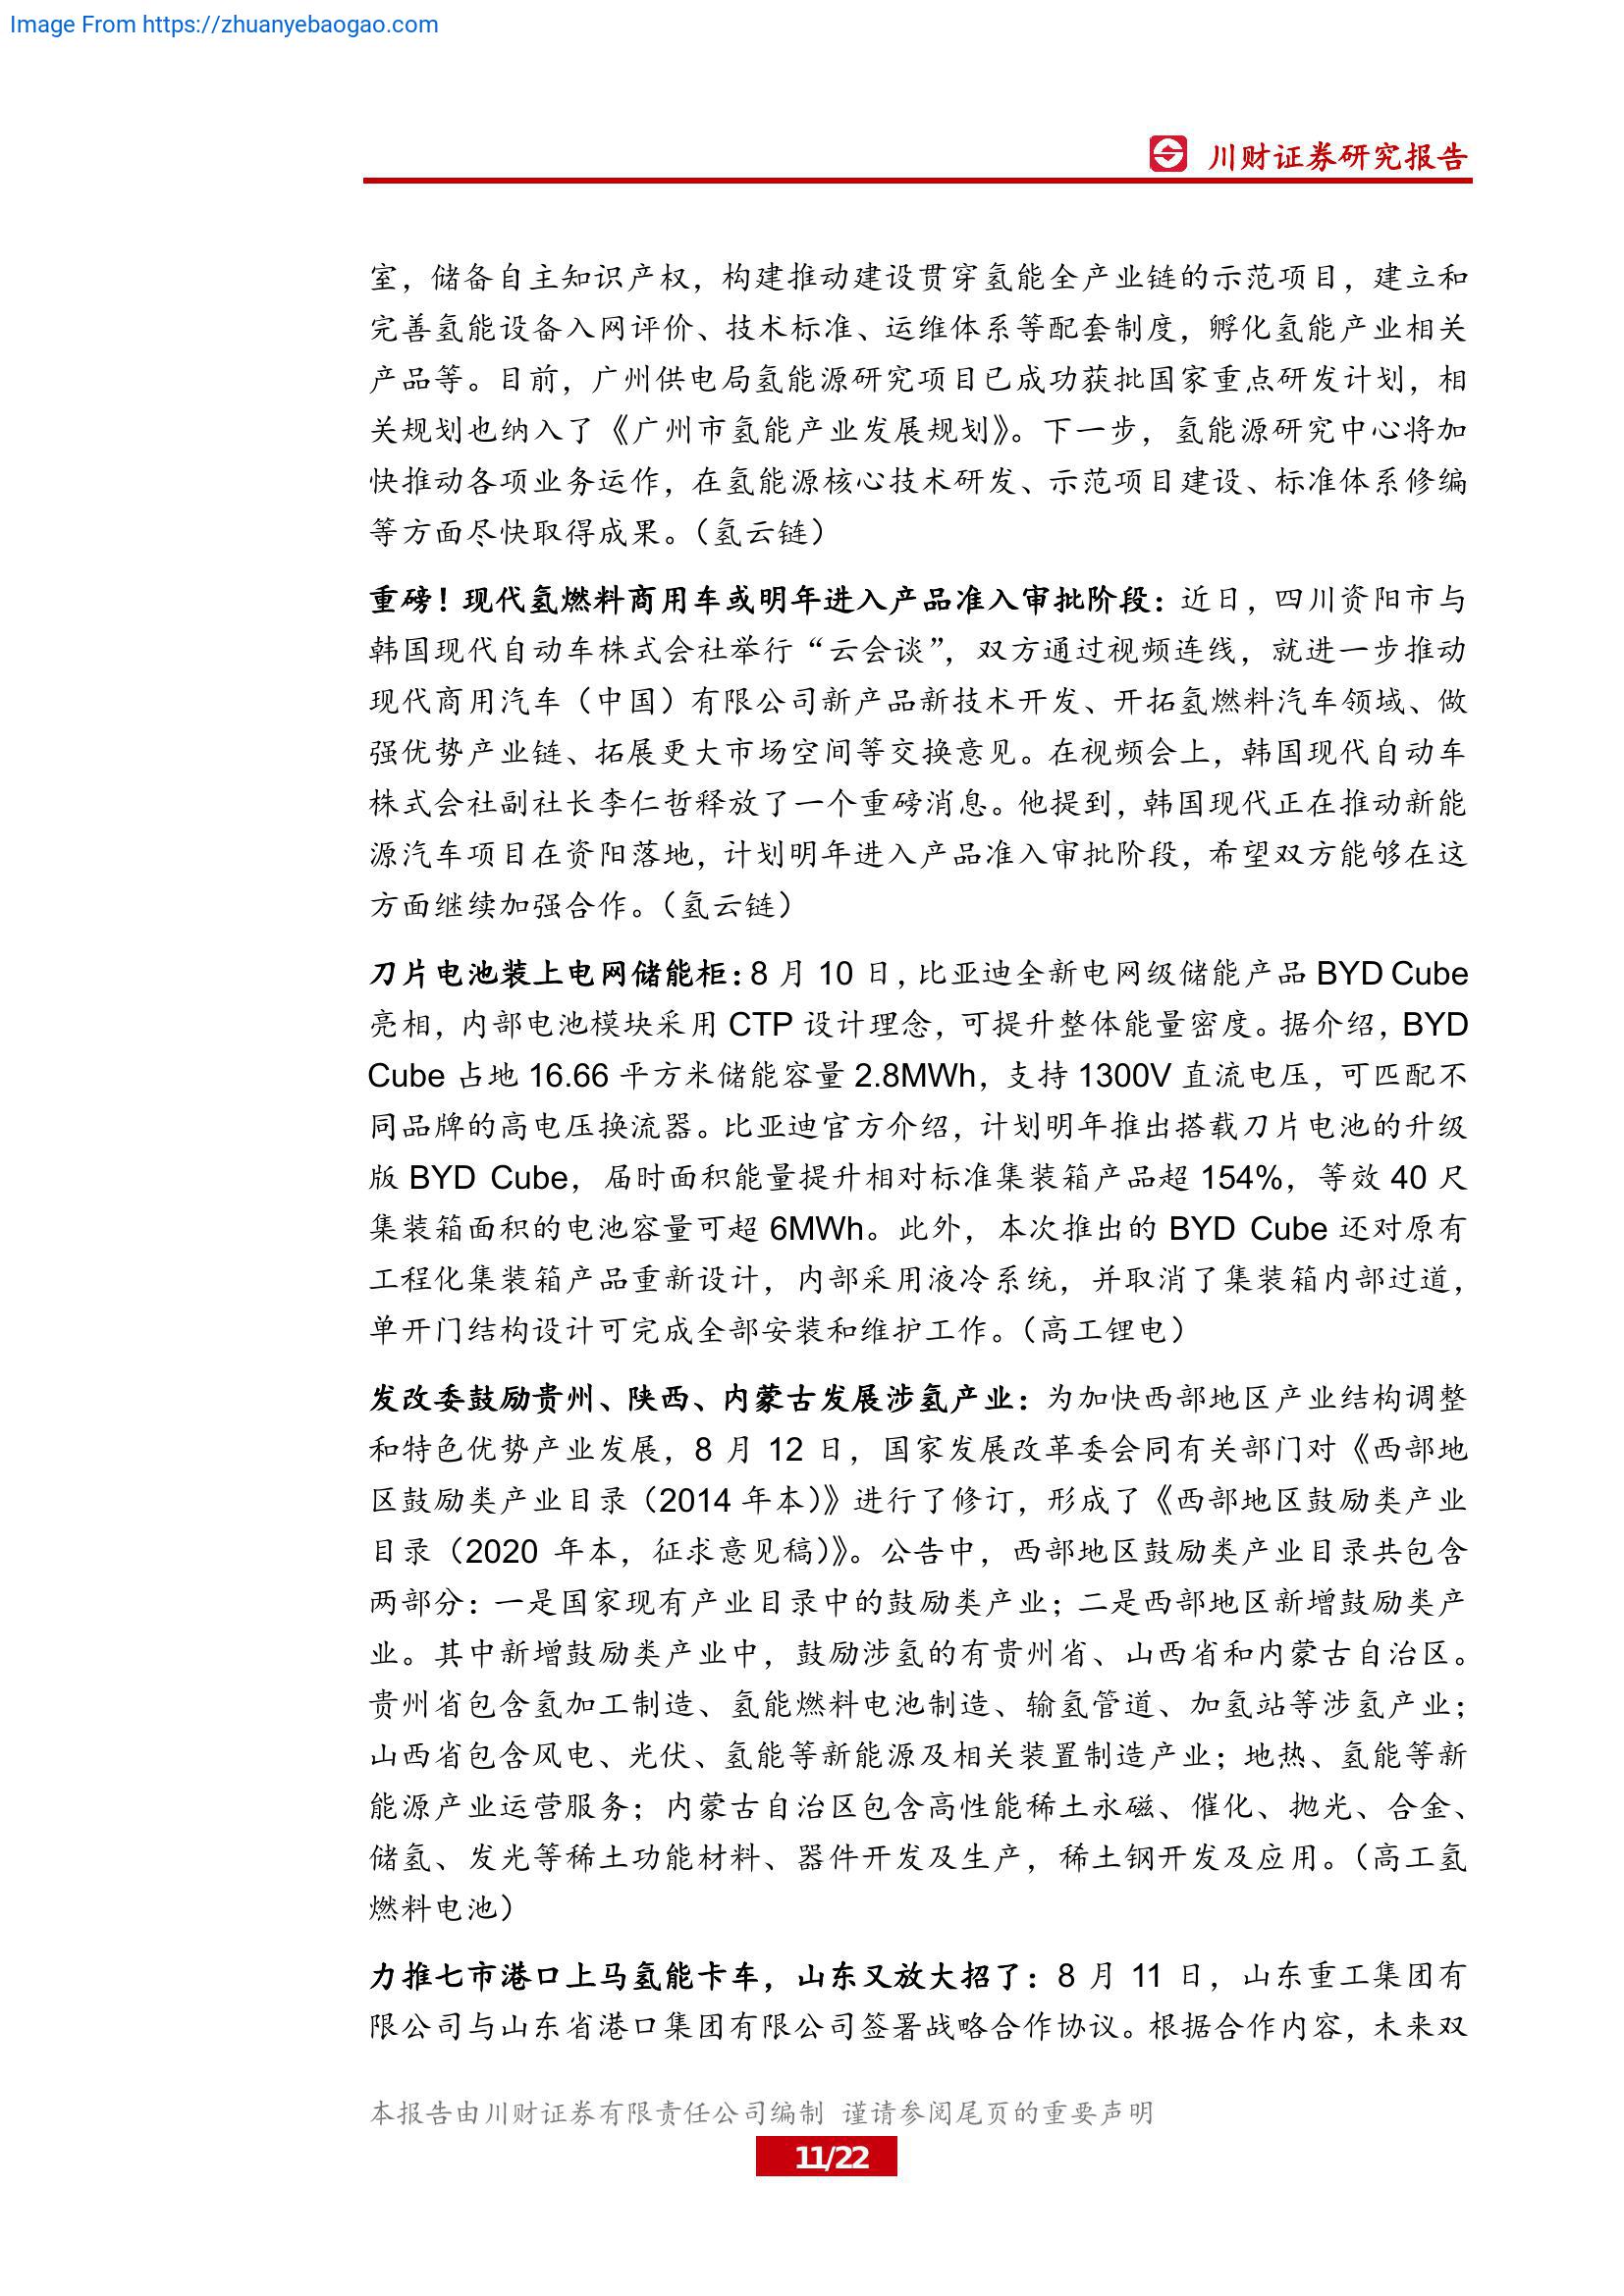 Image From https://zhuanyebaogao.com
川财证券研究报告
室，储备自主知识产权，构建推动建设贯穿氢能全产业链的示范项目，建立和
完善氢能设备入网评价、技术标准、运维体系等配套制度，孵化氢能产业相关
产品等。目前，广州供电局氢能源研究项目已成功获批国家重点研发计划，相
关规划也纳入了《广州市氢能产业发展规划》。下一步，氢能源研究中心将加
快推动各项业务运作，在氢能源核心技术研发、示范项目建设、标准体系修编
等方面尽快取得成果。（氢云链）
重磅！现代氢燃料商用车或明年进入产品准入审批阶段：近日，四川资阳市与
韩国现代自动车株式会社举行“云会谈”，双方通过视频连线，就进一步推动
现代商用汽车（中国）有限公司新产品新技术开发、开拓氢燃料汽车领域、做
强优势产业链、拓展更大市场空间等交换意见。在视频会上，韩国现代自动车
株式会社副社长李仁哲释放了一个重磅消息。他提到，韩国现代正在推动新能
源汽车项目在资阳落地，计划明年进入产品准入审批阶段，希望双方能够在这
方面继续加强合作。（氢云链）
刀片电池装上电网储能柜：8 月 10 日，比亚迪全新电网级储能产品 BYD Cube
亮相，内部电池模块采用 CTP 设计理念，可提升整体能量密度。据介绍，BYD
Cube 占地 16.66 平方米储能容量 2.8MWh，支持 1300V 直流电压，可匹配不
同品牌的高电压换流器。比亚迪官方介绍，计划明年推出搭载刀片电池的升级
版 BYD Cube，届时面积能量提升相对标准集装箱产品超 154%，等效 40 尺
集装箱面积的电池容量可超 6MWh。此外，本次推出的 BYD Cube 还对原有
工程化集装箱产品重新设计，内部采用液冷系统，并取消了集装箱内部过道，
单开门结构设计可完成全部安装和维护工作。（高工锂电）
发改委鼓励贵州、陕西、内蒙古发展涉氢产业：为加快西部地区产业结构调整
和特色优势产业发展，8 月 12 日，国家发展改革委会同有关部门对《西部地
区鼓励类产业目录（2014 年本）》进行了修订，形成了《西部地区鼓励类产业
目录（2020 年本，征求意见稿）》。公告中，西部地区鼓励类产业目录共包含
两部分：一是国家现有产业目录中的鼓励类产业；二是西部地区新增鼓励类产
业。其中新增鼓励类产业中，鼓励涉氢的有贵州省、山西省和内蒙古自治区。
贵州省包含氢加工制造、氢能燃料电池制造、输氢管道、加氢站等涉氢产业；
山西省包含风电、光伏、氢能等新能源及相关装置制造产业；地热、氢能等新
能源产业运营服务；内蒙古自治区包含高性能稀土永磁、催化、抛光、合金、
储氢、发光等稀土功能材料、器件开发及生产，稀土钢开发及应用。（高工氢
燃料电池）
力推七市港口上马氢能卡车，山东又放大招了：8 月 11 日，山东重工集团有
限公司与山东省港口集团有限公司签署战略合作协议。根据合作内容，未来双
本报告由川财证券有限责任公司编制 谨请参阅尾页的重要声明
11/22